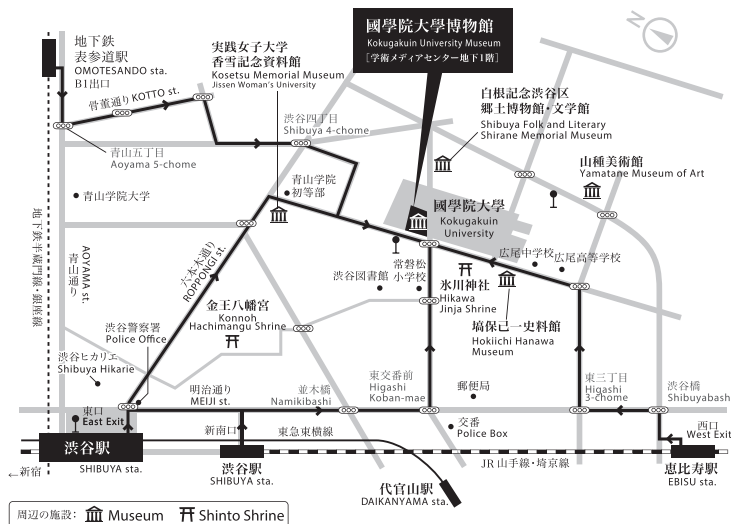 地下鉄
表参道駅
OMOTESANDO sta.
B1出口
骨董通り KOTTO st.
青山五丁目
Aoyama 5-chome
実践女子大学
香雪記念資料館
Kosetsu Memorial Museum
Jissen Woman's University
渋谷四丁目
Shibuya 4-chome
國學院大學博物館
Kokugakuin University Museum
[学術メディアセンター地下1階]
N
白根記念渋谷区
郷土博物館・文学館
Shibuya Folk and Literary
Shirane Memorial Museum
山種美術館
Yamatane Museum of Art
青山学院大学
青山学院
初等部
國學院大學
Kokugakuin
University
地下鉄半蔵門線・銀座線
青山通り
AOYAMA st.
六本木通り
ROPPONGI st.
渋谷図書館
常磐松
小学校
氷川神社
Hikawa
Jinja Shrine
広尾中学校
広尾高等学校
塙保己一史料館
Hokiichi Hanawa
Museum
金王八幡宮
Konnoh
Hachimangu Shrine
渋谷警察署
Police Office
渋谷ヒカリエ
Shibuya Hikarie
明治通り
MEIJI st.
並木橋
Namikibashi
東交番前
Higashi
Koban-mae
郵便局
交番
Police Box
東三丁目
Higashi
3-chome
渋谷橋
Shibuyabash
東口
East Exit
新南口
東急東横線
西口
West Exit
渋谷駅
SHIBUYA sta.
渋谷駅
SHIBUYA sta.
代官山駅
DAIKANYAMA sta.
JR山手線・埼京線
恵比寿駅
EBISU sta.
←新宿
周辺の施設: Museum Shinto Shrine